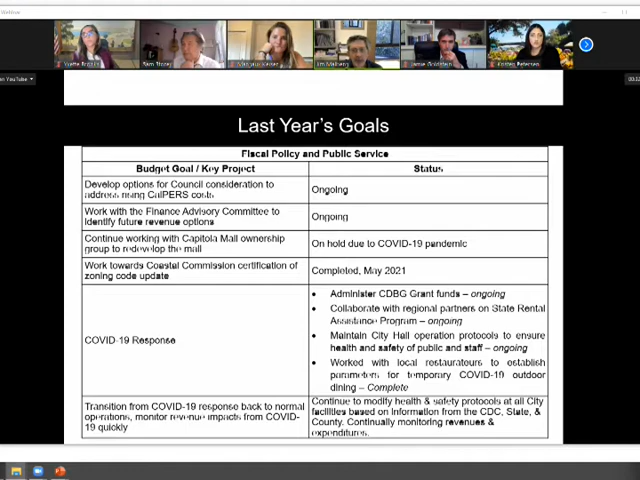 Webinar
Yvette Brooks
Sam Storey
Margaux Keiser
Jim Malberg
Jamie Goldstein
Kristen Petersen
on YouTube
Last Year's Goals
Fiscal Policy and Public Service
Budget Goal / Key Project
Status
Develop options for Council consideration to
address rising CalPERS costs
Ongoing
Work with the Finance Advisory Committee to
identify future revenue options
Ongoing
Continue working with Capitola Mall ownership
group to redevelop the mall
On hold due to COVID-19 pandemic
Work towards Coastal Commission certification of
zoning code update
Completed, May 2021
COVID-19 Response
• Administer CDBG Grant funds – ongoing
• Collaborate with regional partners on State Rental
Assistance Program – ongoing
• Maintain City Hall operation protocols to ensure
health and safety of public and staff – ongoing
• Worked with local restaurateurs to establish
parameters for temporary COVID-19 outdoor
dining – Complete
Transition from COVID-19 response back to normal
operations, monitor revenue impacts from COVID-
19 quickly
Continue to modify health & safety protocols at all City
facilities based on information from the CDC, State, &
County. Continually monitoring revenues &
expenditures.